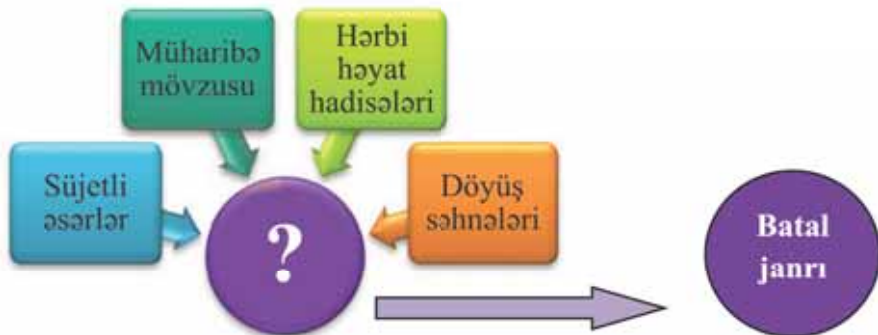 Süjetli
əsərlər
Müharibə
mövzusu
Hərbi
həyat
hadisələri
Döyüş
səhnələri
?
Batal
janrı